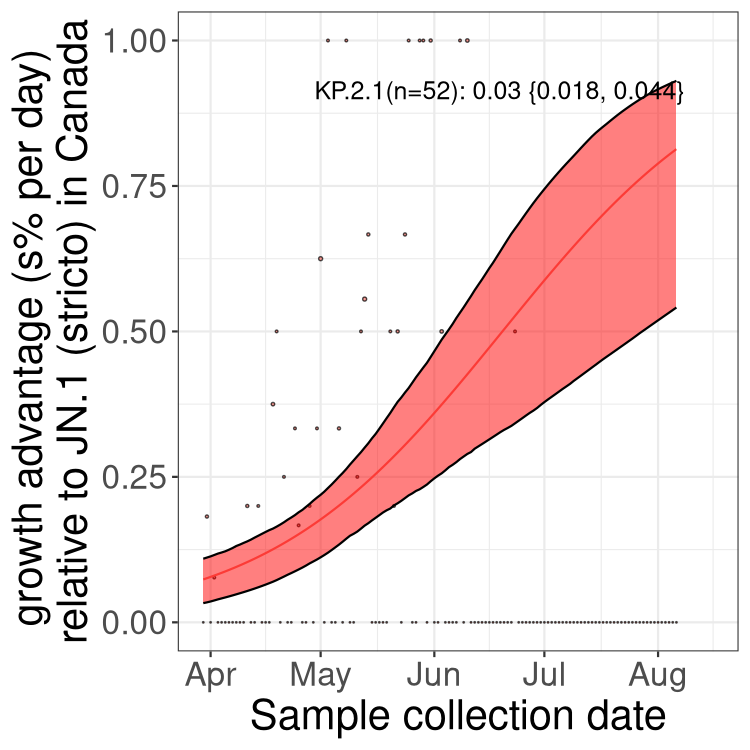 growth advantage (s% per day)
relative to JN.1 (stricto) in Canada
1.00
0.75
0.50
0.25
0.00
KP.2.1(n=52): 0.03 {0.018, 0.044}
Apr May Jun Jul Aug
Sample collection date